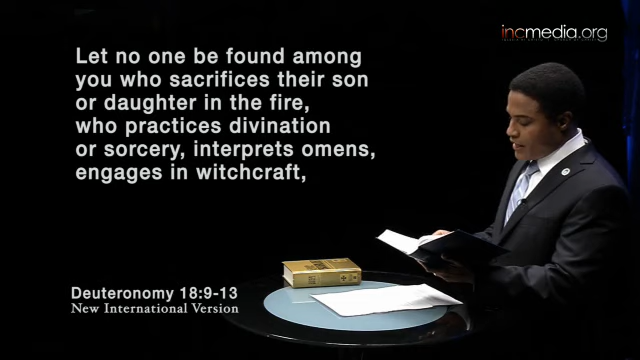 incmedia.org
Let no one be found among
you who sacrifices their son
or daughter in the fire,
who practices divination
or sorcery, interprets omens,
engages in witchcraft,
Deuteronomy 18:9-13
New International Version